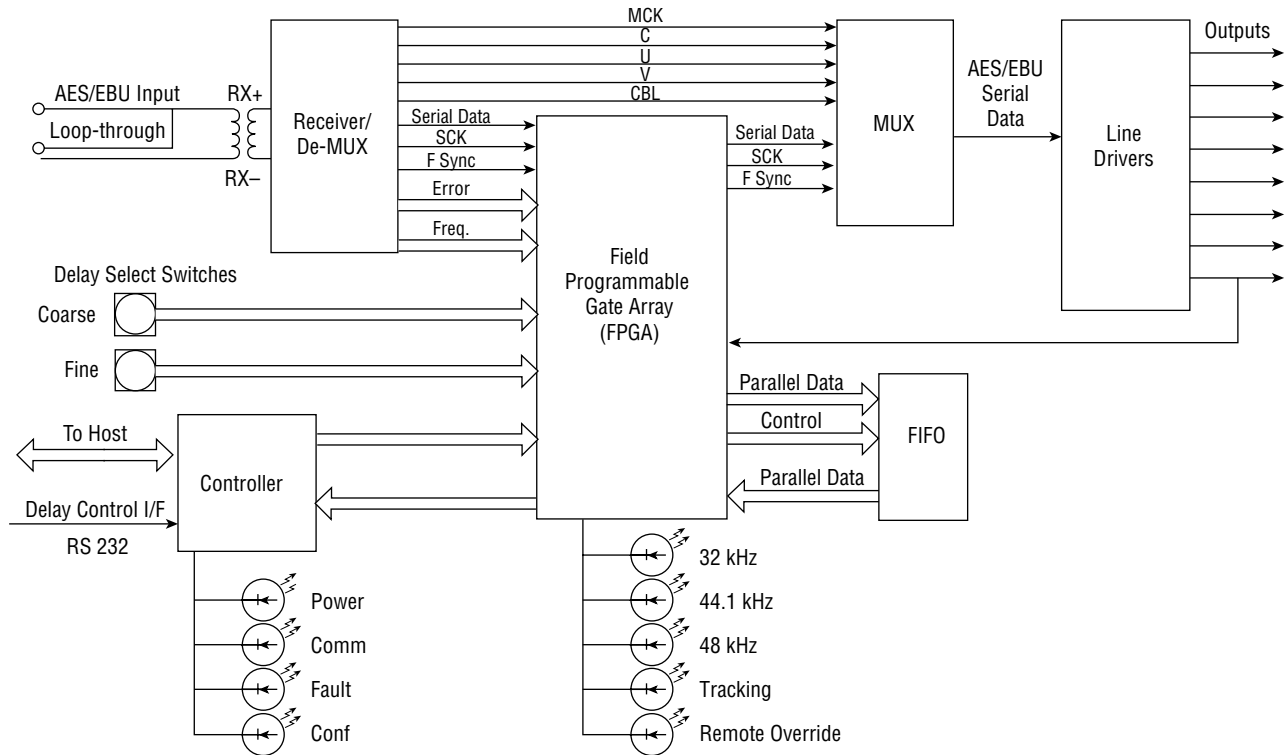 MCK
C
U
V
CBL
Outputs
AES/EBU Input
RX+
Loop-through
RX–
Receiver/
De-MUX
Serial Data
SCK
F Sync
Error
Freq.
Serial Data
SCK
F Sync
MUX
AES/EBU
Serial
Data
Line
Drivers
Field
Programmable
Gate Array
(FPGA)
Delay Select Switches
Coarse
Fine
Parallel Data
Control
Parallel Data
FIFO
To Host
Controller
Delay Control I/F
RS 232
Power
Comm
Fault
Conf
32 kHz
44.1 kHz
48 kHz
Tracking
Remote Override